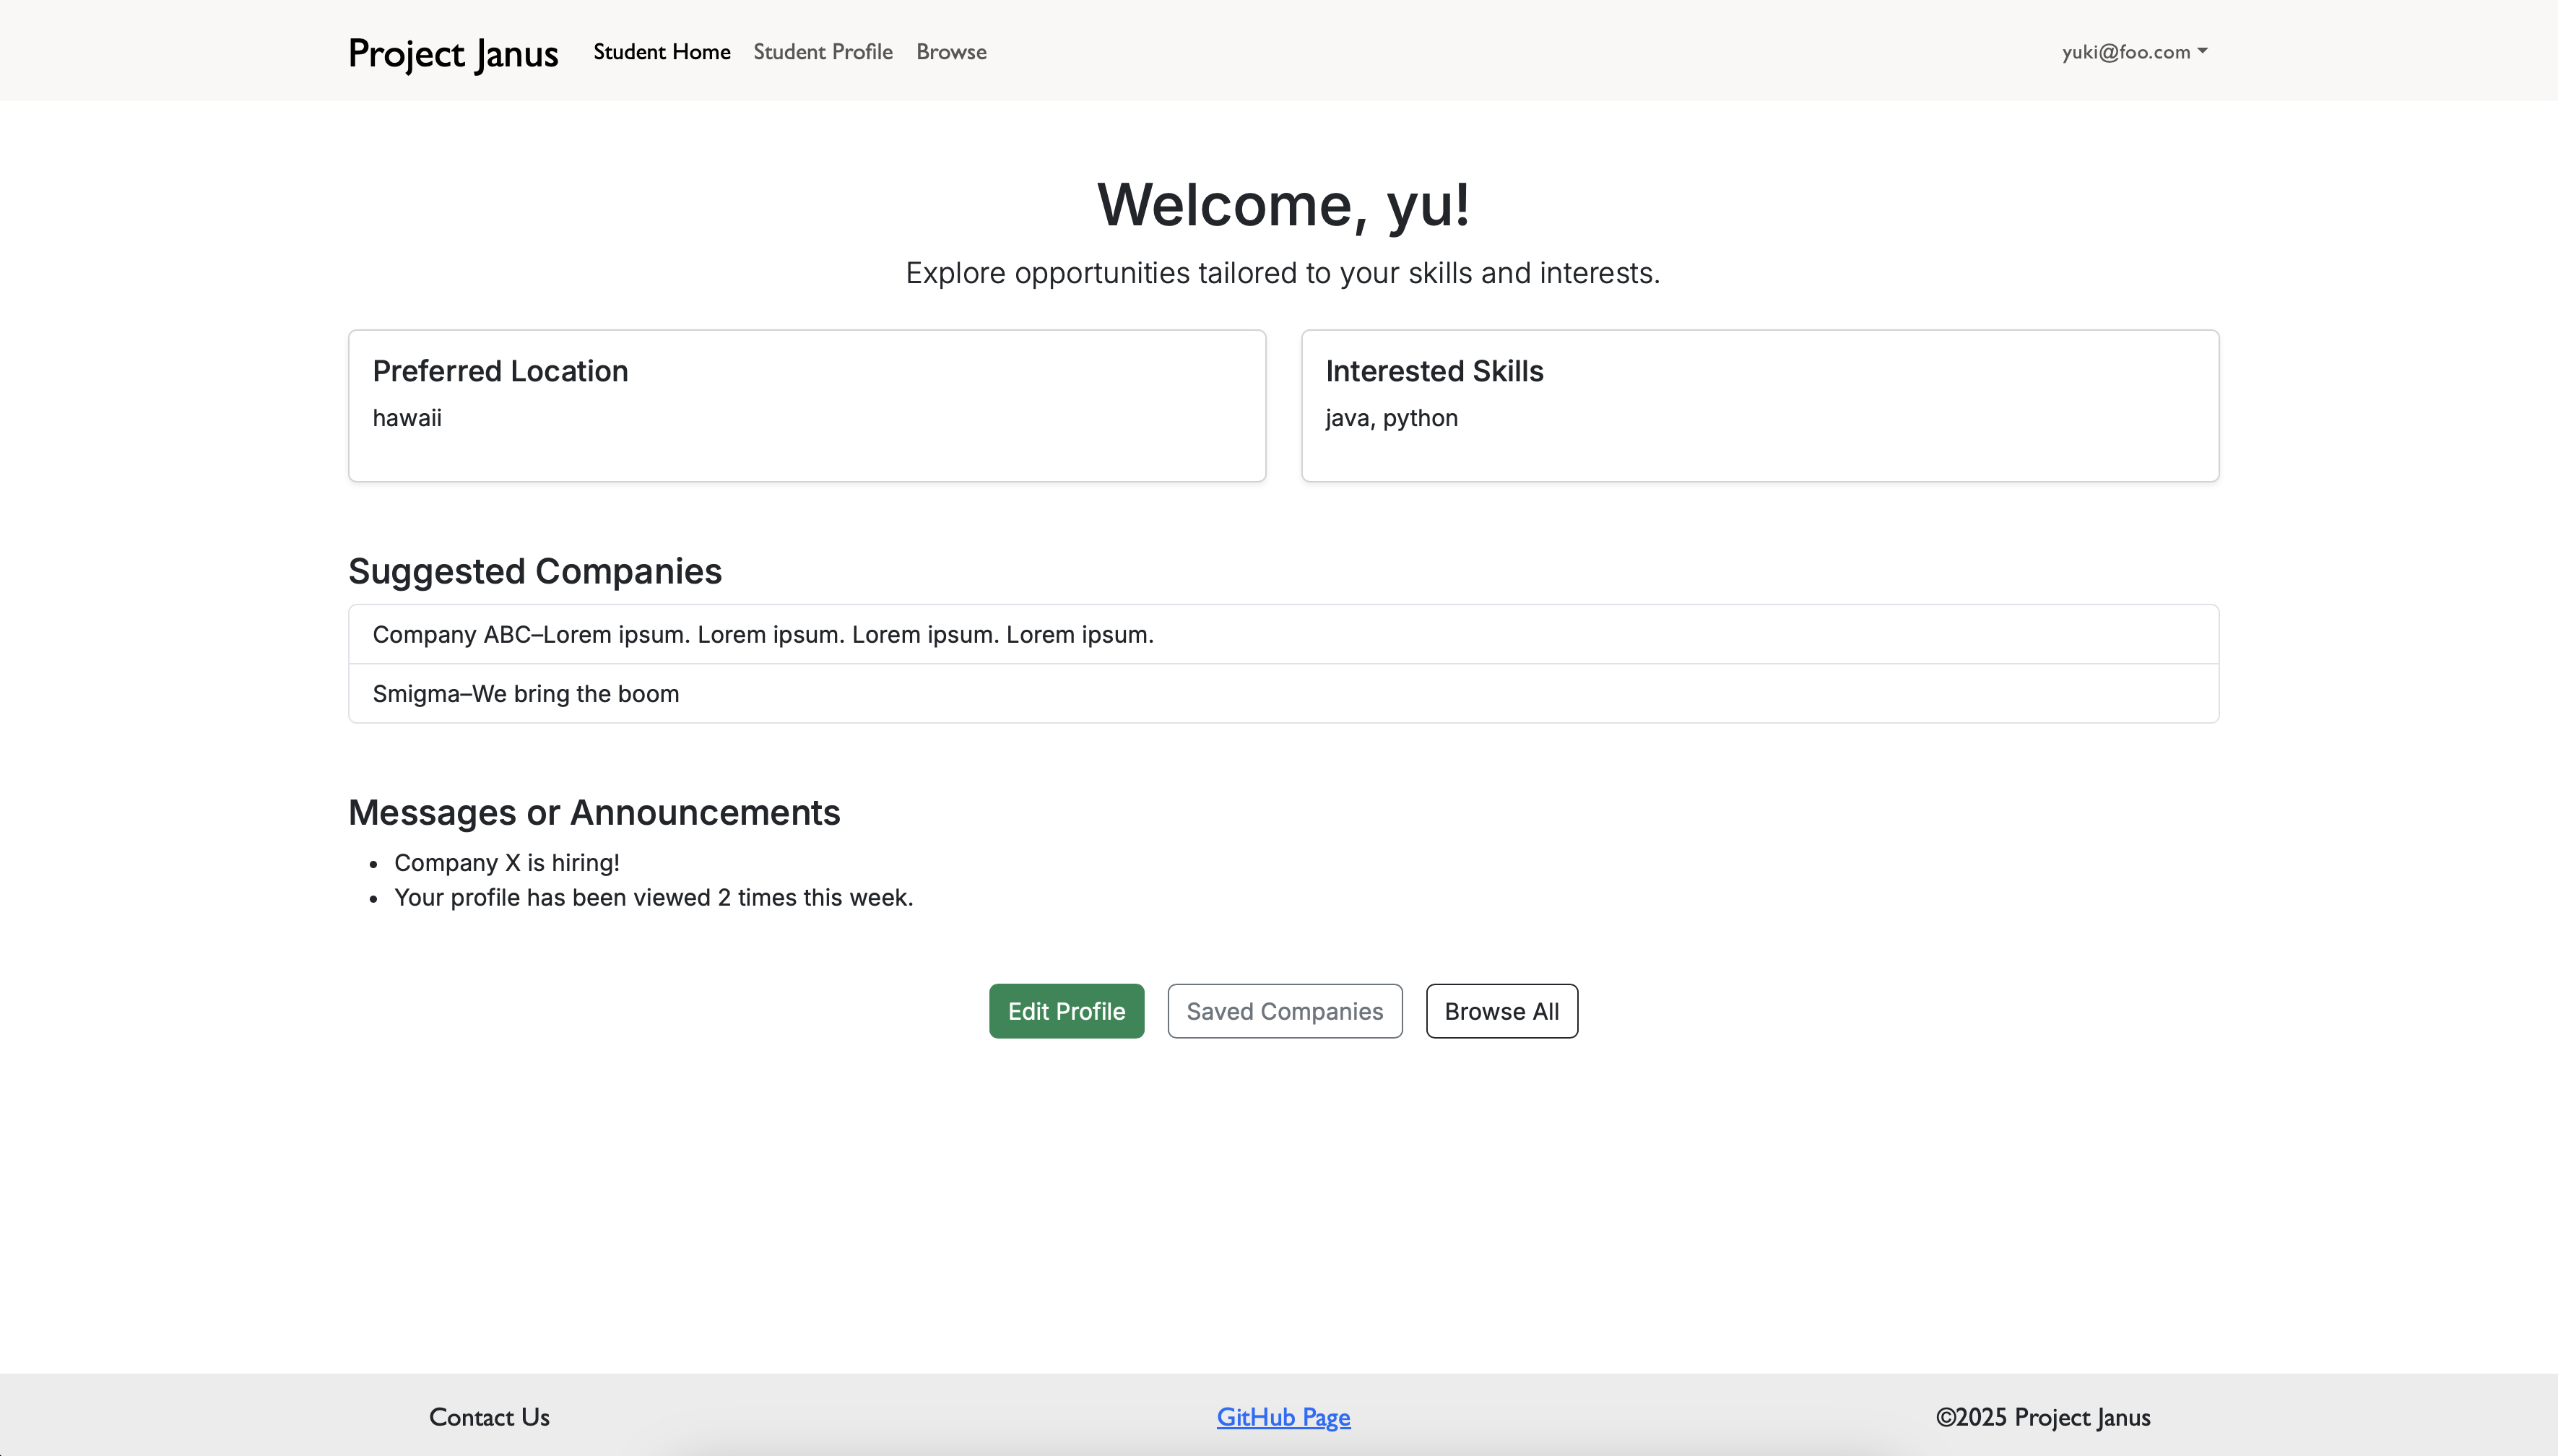 Project Janus Student Home Student Profile Browse yuki@foo.com
Welcome, yu!
Explore opportunities tailored to your skills and interests.
Preferred Location
hawaii
Interested Skills
java, python
Suggested Companies
Company ABC–Lorem ipsum. Lorem ipsum. Lorem ipsum. Lorem ipsum.
Smigma–We bring the boom
Messages or Announcements
• Company X is hiring!
• Your profile has been viewed 2 times this week.
Edit Profile Saved Companies Browse All
Contact Us GitHub Page ©2025 Project Janus